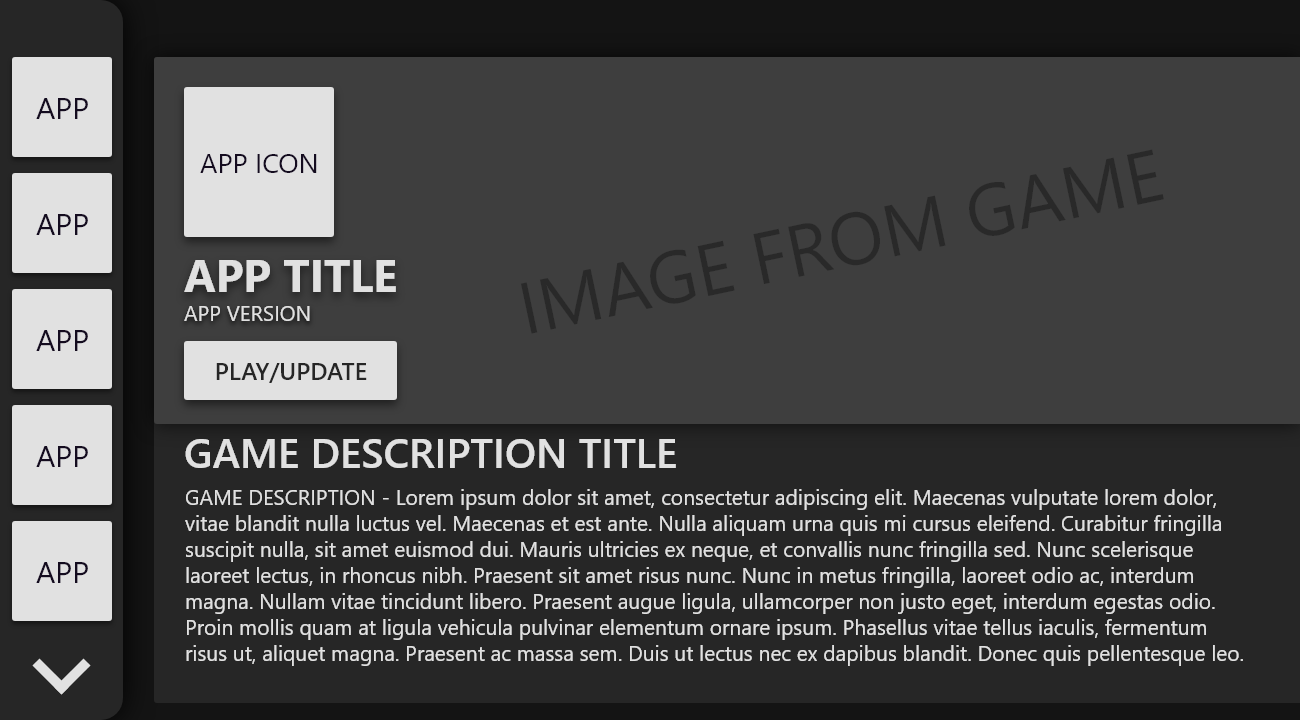 APP
APP
APP
APP
APP
APP ICON
APP TITLE
APP VERSION
PLAY/UPDATE
IMAGE FROM GAME
GAME DESCRIPTION TITLE
GAME DESCRIPTION - Lorem ipsum dolor sit amet, consectetur adipiscing elit. Maecenas vulputate lorem dolor,
vitae blandit nulla luctus vel. Maecenas et est ante. Nulla aliquam urna quis mi cursus eleifend. Curabitur fringilla
suscipit nulla, sit amet euismod dui. Mauris ultricies ex neque, et convallis nunc fringilla sed. Nunc scelerisque
laoreet lectus, in rhoncus nibh. Praesent sit amet risus nunc. Nunc in metus fringilla, laoreet odio ac, interdum
magna. Nullam vitae tincidunt libero. Praesent augue ligula, ullamcorper non justo eget, interdum egestas odio.
Proin mollis quam at ligula vehicula pulvinar elementum ornare ipsum. Phasellus vitae tellus iaculis, fermentum
risus ut, aliquet magna. Praesent ac massa sem. Duis ut lectus nec ex dapibus blandit. Donec quis pellentesque leo.